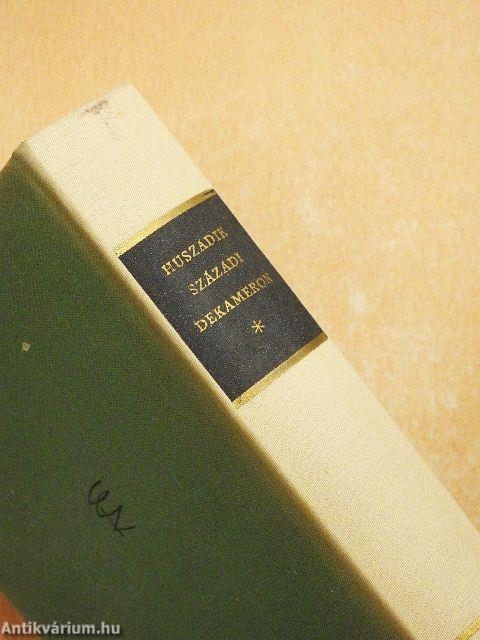 HUSZADIK
SZÁZADI
DEKAMERON
*
Antikvárium.hu